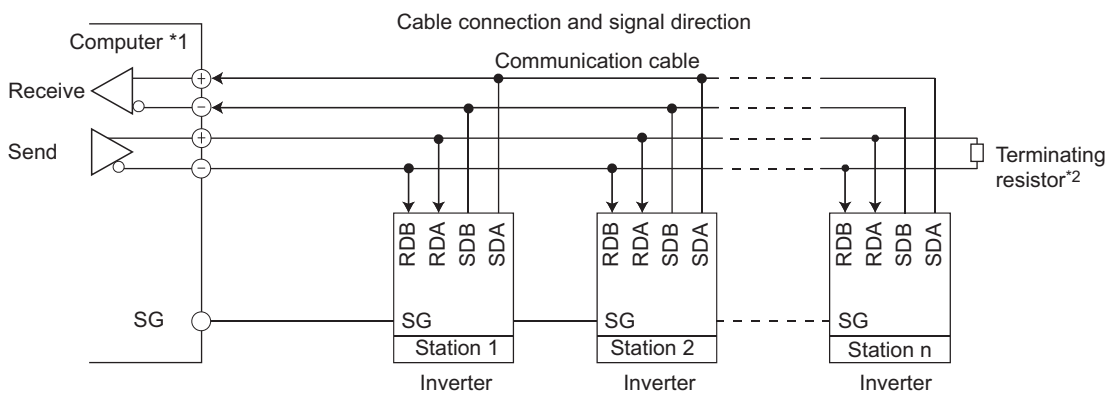 Cable connection and signal direction
Computer *1
Communication cable
Receive
+
−
Send
+
−
Terminating
resistor*2
RDB RDA SDB SDA
RDB RDA SDB SDA
RDB RDA SDB SDA
SG
SG
SG
SG
Station 1
Station 2
Station n
Inverter
Inverter
Inverter